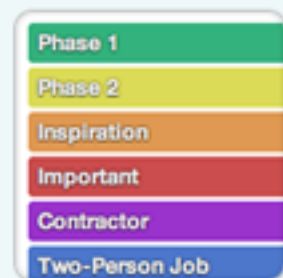 Phase 1
Phase 2
Inspiration
Important
Contractor
Two-Person Job